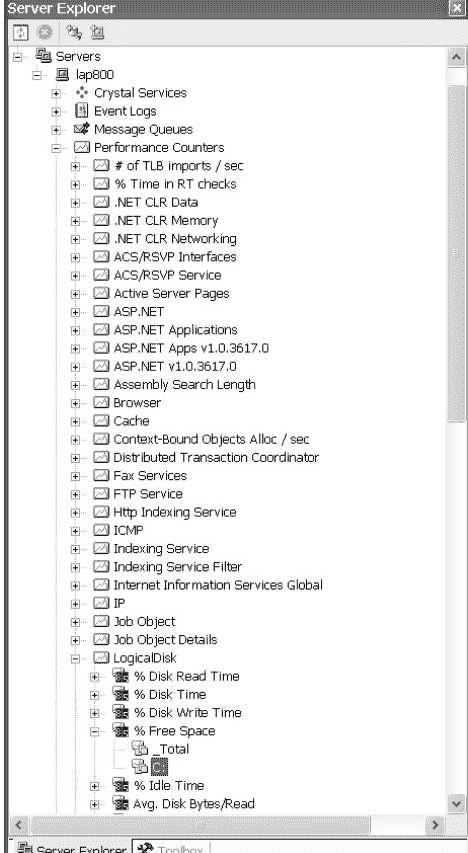 Server Explorer
Servers
lap800
Crystal Services
Event Logs
Message Queues
Performance Counters
# of TLB imports / sec
% Time in RT checks
.NET CLR Data
.NET CLR Memory
.NET CLR Networking
ACS/RSVP Interfaces
ACS/RSVP Service
Active Server Pages
ASP.NET
ASP.NET Applications
ASP.NET Apps v1.0.3617.0
ASP.NET v1.0.3617.0
Assembly Search Length
Browser
Cache
Context-Bound Objects Alloc / sec
Distributed Transaction Coordinator
Fax Services
FTP Service
Http Indexing Service
ICMP
Indexing Service
Indexing Service Filter
Internet Information Services Global
IP
Job Object
Job Object Details
LogicalDisk
% Disk Read Time
% Disk Time
% Disk Write Time
% Free Space
_Total
C:
% Idle Time
Avg. Disk Bytes/Read
Server Explorer Toolbox